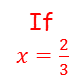 If
x = 2/3